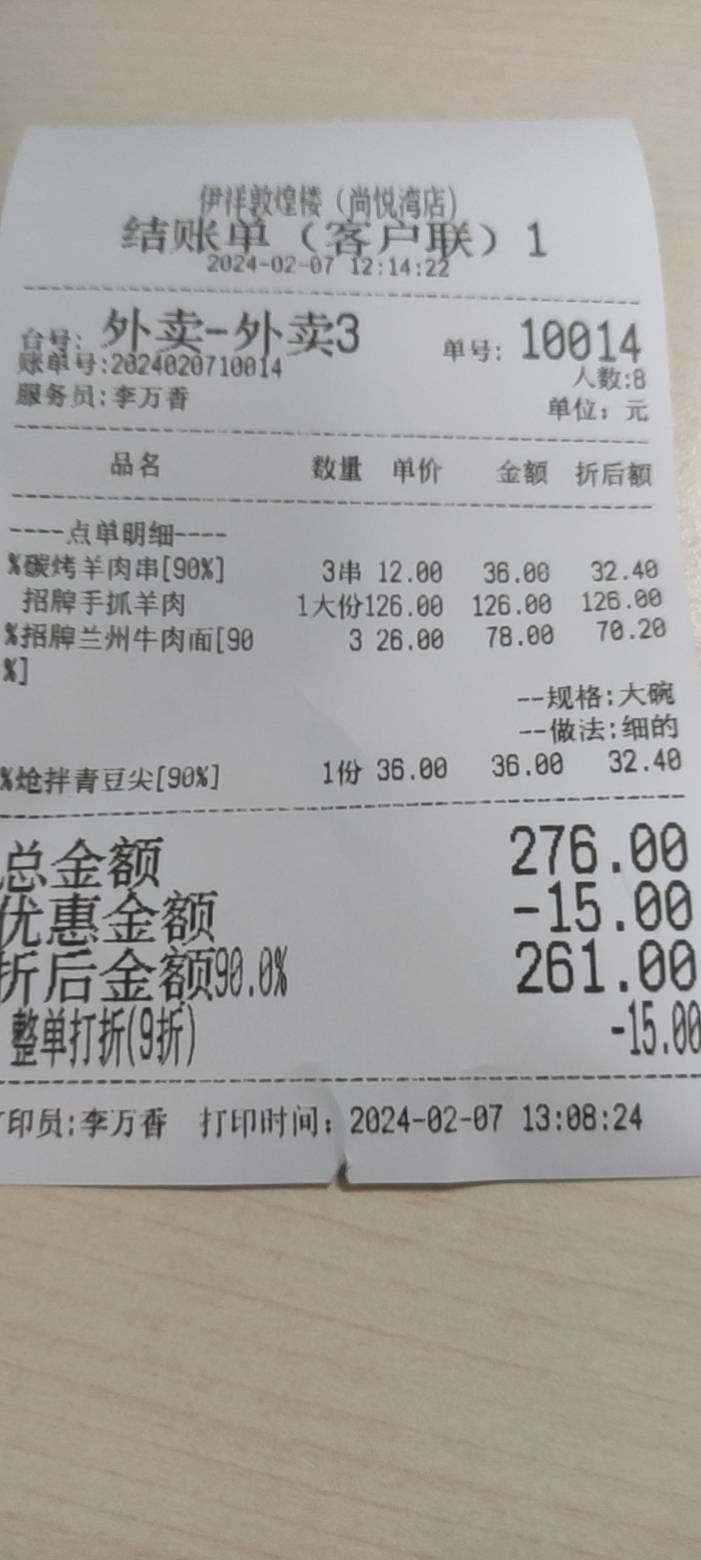 伊祥敦煌楼（尚悦湾店）
结账单（客户联）1
2024-02-07 12:14:22
台号: 外卖-外卖3 单号: 10014
账单号:2024020710014 人数:8
服务员:李万香 单位: 元
品名 数量 单价 金额 折后额
----点单明细----
%碳烤羊肉串[90%] 3串 12.00 36.00 32.40
招牌手抓羊肉 1大份126.00 126.00 126.00
%招牌兰州牛肉面[90 3 26.00 78.00 70.20
%]
--规格:大碗
--做法:细的
%炝拌青豆尖[90%] 1份 36.00 36.00 32.40
总金额 276.00
优惠金额 -15.00
折后金额90.0% 261.00
整单打折(9折) -15.00
印员:李万香 打印时间: 2024-02-07 13:08:24